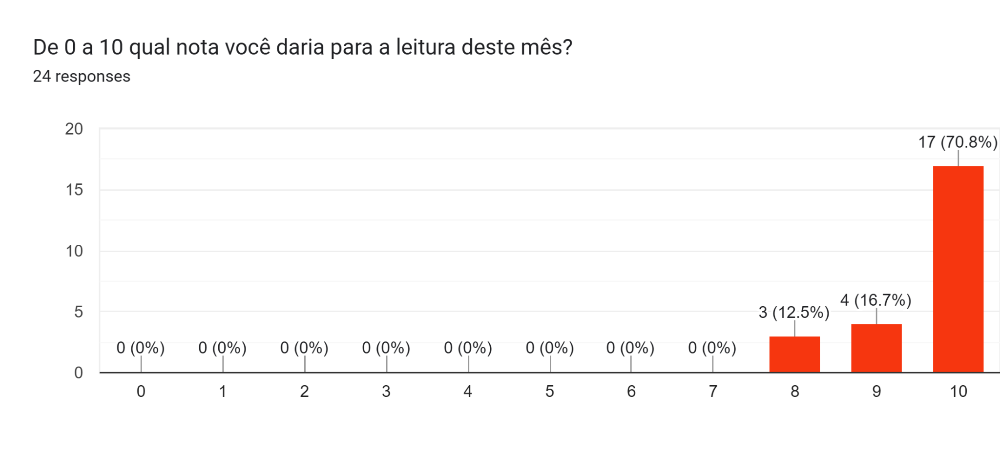 De 0 a 10 qual nota você daria para a leitura deste mês?
24 responses
20
17 (70.8%)
15
10
4 (16.7%)
5
3 (12.5%)
0 (0%) 0 (0%) 0 (0%) 0 (0%) 0 (0%) 0 (0%) 0 (0%) 0 (0%)
0
0 1 2 3 4 5 6 7 8 9 10